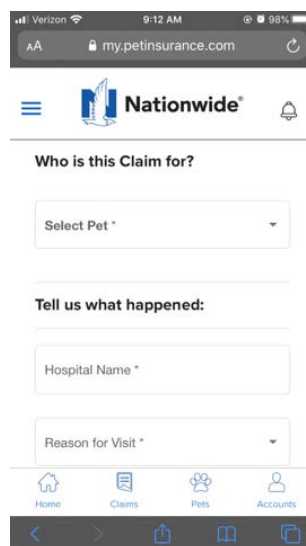 Verizon 9:12 AM 98%
AA my.petinsurance.com
N Nationwide®
Who is this Claim for?
Select Pet *
Tell us what happened:
Hospital Name *
Reason for Visit *
Home Claims Pets Accounts